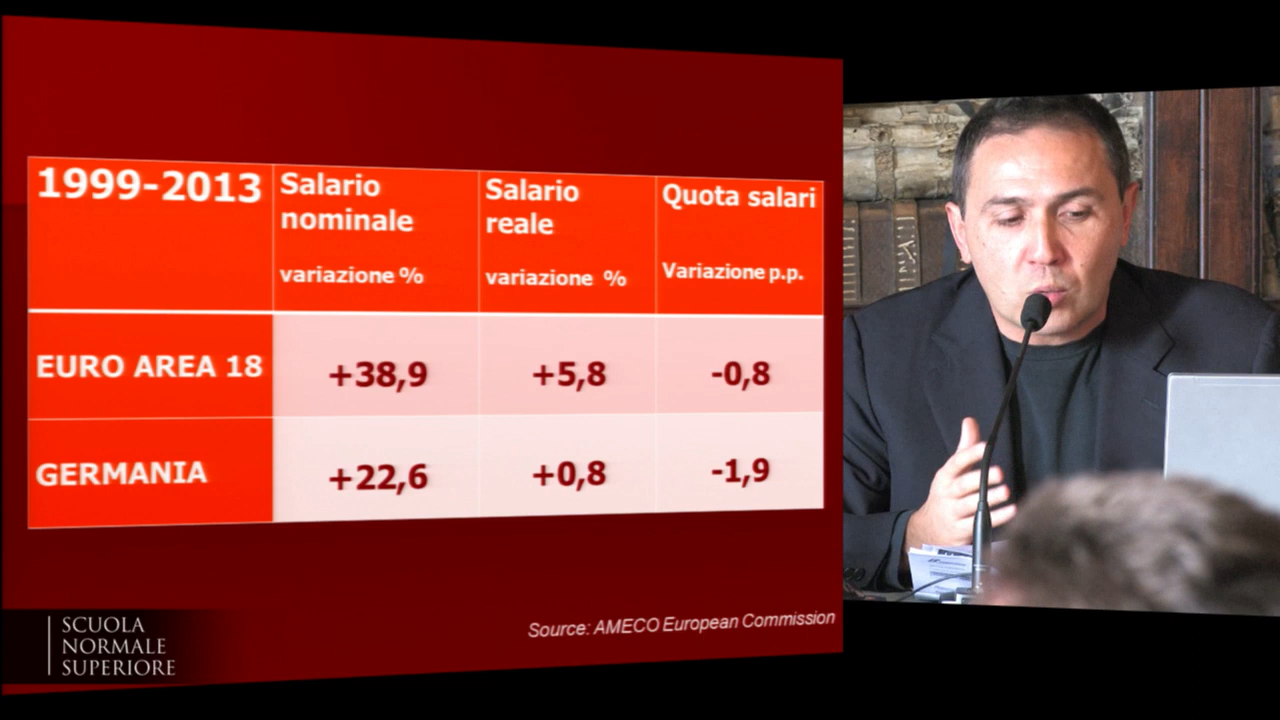 1999-2013
Salario
nominale
variazione %
Salario
reale
variazione %
Quota salari
Variazione p.p.
EURO AREA 18
+38,9
+5,8
-0,8
GERMANIA
+22,6
+0,8
-1,9
Source: AMECO European Commission
SCUOLA
NORMALE
SUPERIORE